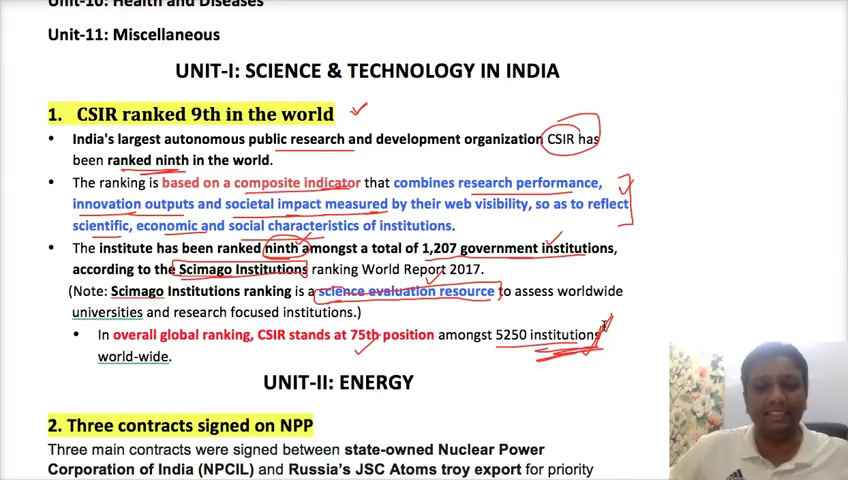 Unit-10: Health and Diseases
Unit-11: Miscellaneous
UNIT-I: SCIENCE & TECHNOLOGY IN INDIA
1. CSIR ranked 9th in the world
• India's largest autonomous public research and development organization CSIR has
been ranked ninth in the world.
• The ranking is based on a composite indicator that combines research performance,
innovation outputs and societal impact measured by their web visibility, so as to reflect
scientific, economic and social characteristics of institutions.
• The institute has been ranked ninth amongst a total of 1,207 government institutions,
according to the Scimago Institutions ranking World Report 2017.
(Note: Scimago Institutions ranking is a science evaluation resource to assess worldwide
universities and research focused institutions.)
• In overall global ranking, CSIR stands at 75th position amongst 5250 institutions
world-wide.
UNIT-II: ENERGY
2. Three contracts signed on NPP
Three main contracts were signed between state-owned Nuclear Power
Corporation of India (NPCIL) and Russia's JSC Atoms troy export for priority